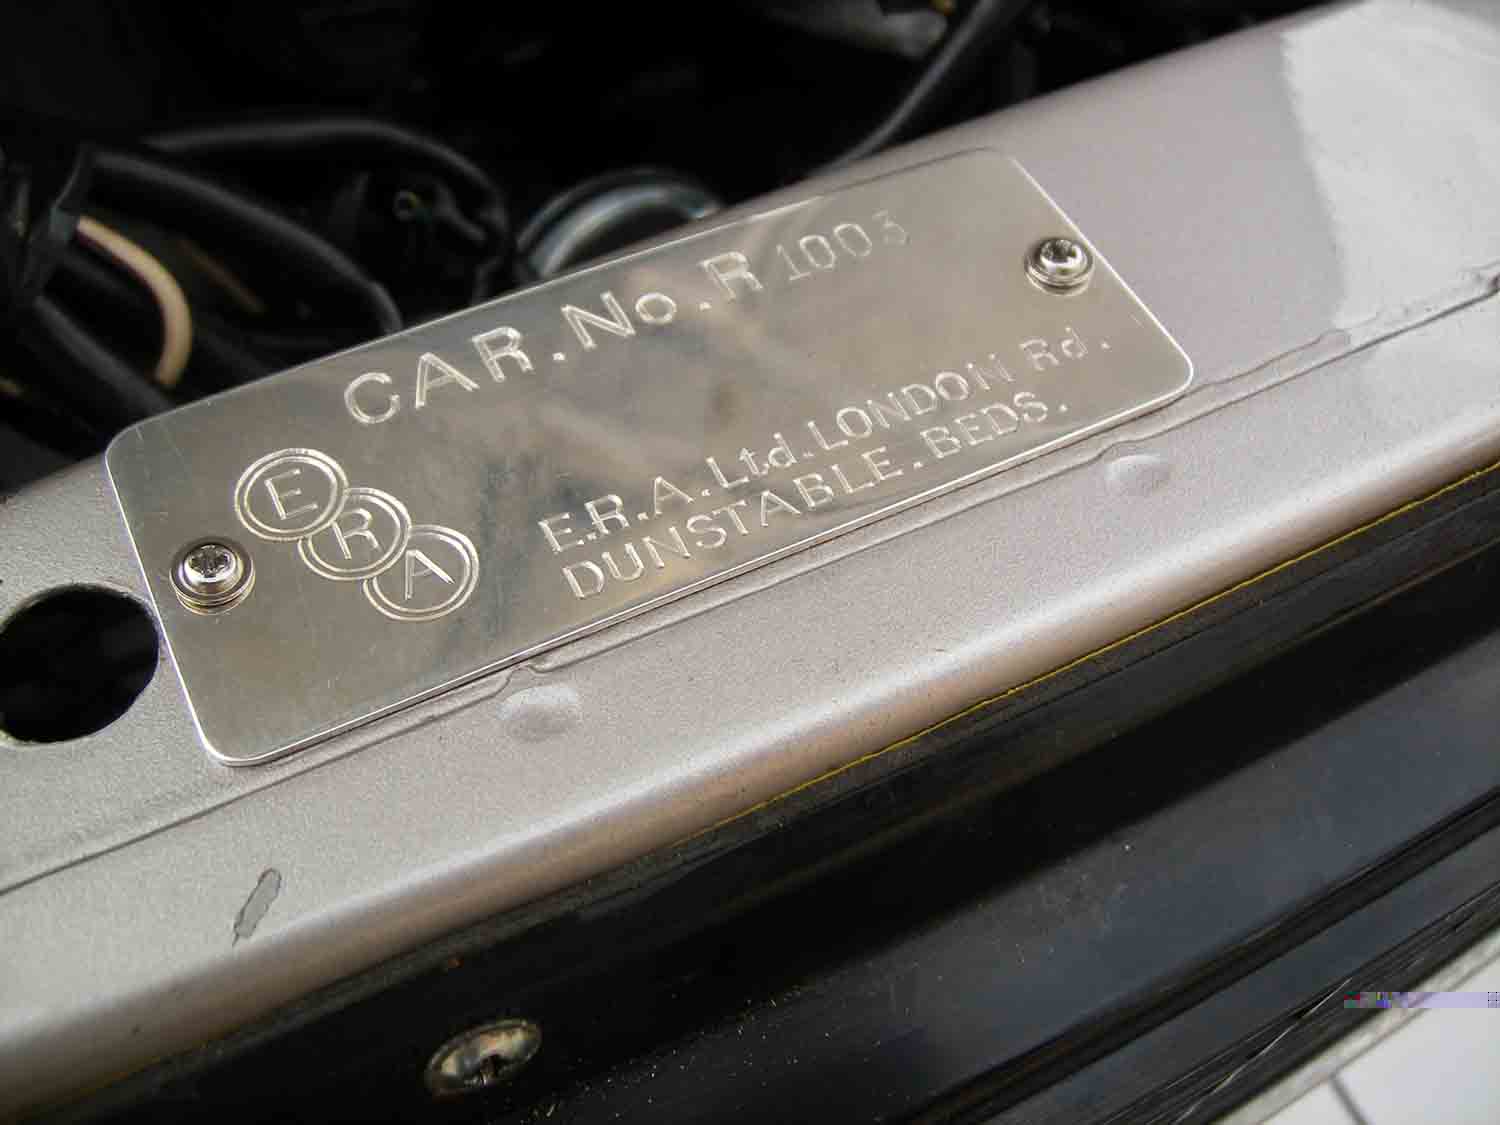 CAR.No.R 1003
E
R
A
E.R.A.Ltd.LONDON Rd.
DUNSTABLE.BEDS.